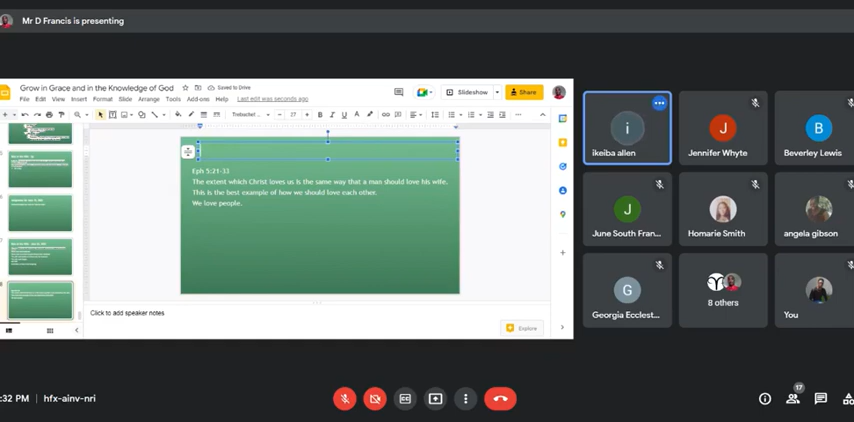 Mr D Francis is presenting
Grow in Grace and in the Knowledge of God
Saved to Drive
File Edit View Insert Format Slide Arrange Tools Add-ons Help Last edit was seconds ago
Slideshow
Share
Trebuchet ...
27
B I U A
Eph 5:21-33
The extent which Christ loves us is the same way that a man should love his wife.
This is the best example of how we should love each other.
We love people.
Click to add speaker notes
Explore
i
ikeiba allen
J
Jennifer Whyte
B
Beverley Lewis
J
June South Fran...
Homarie Smith
angela gibson
G
Georgia Ecclest...
8 others
You
:32 PM | hfx-ainv-nri
17